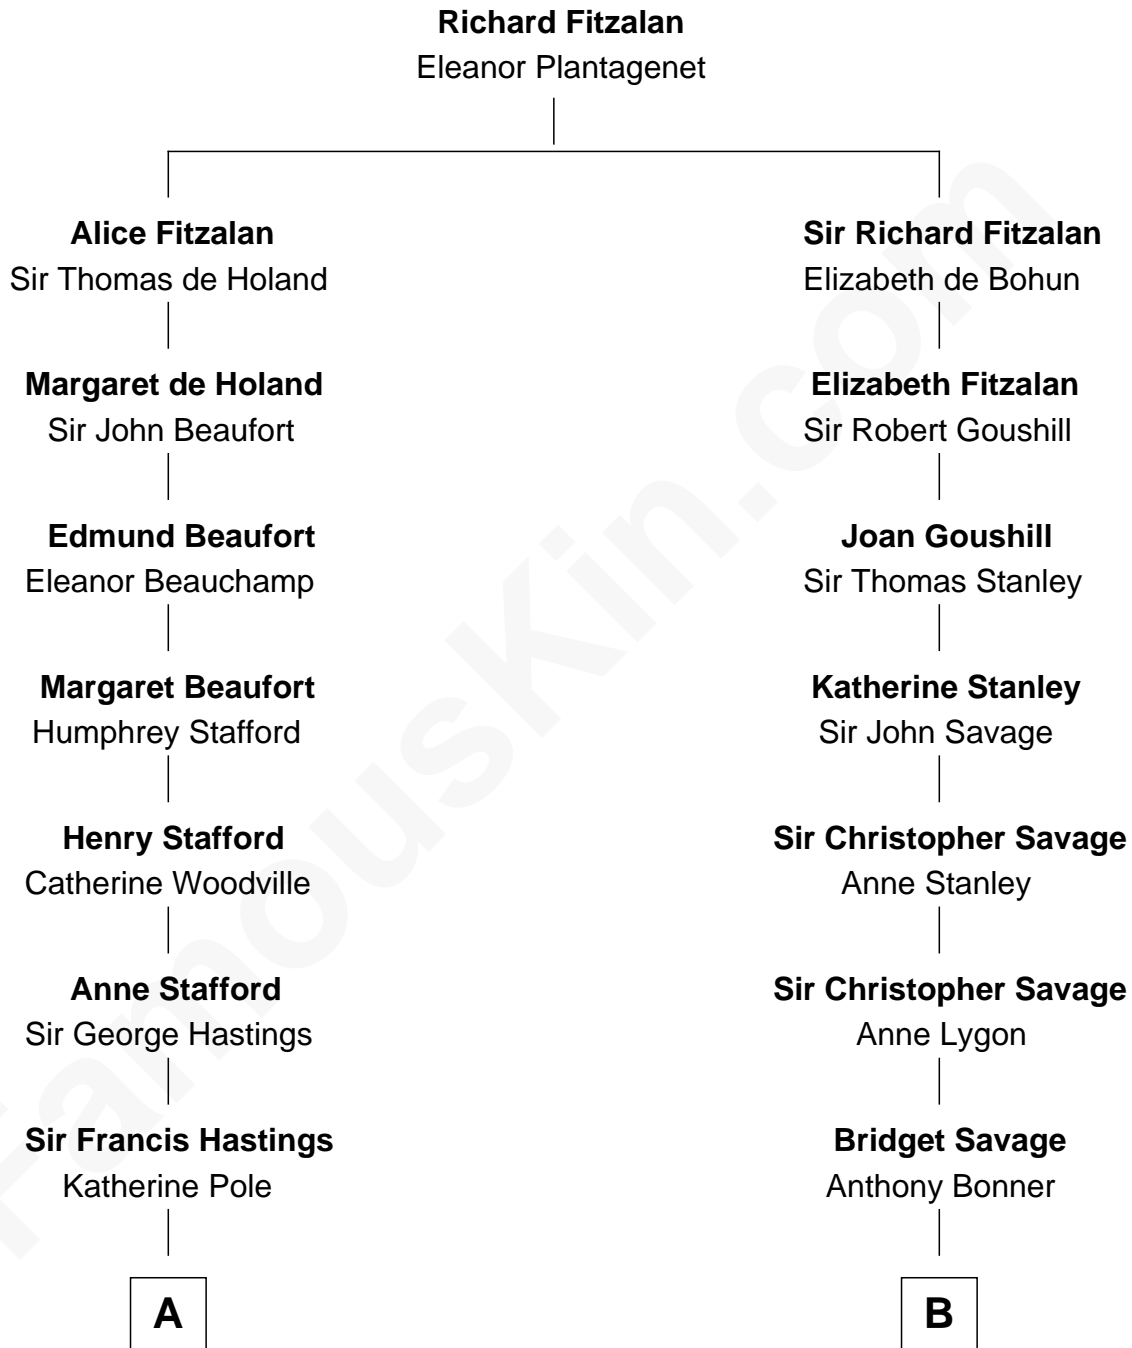 Richard Fitzalan
Eleanor Plantagenet
Alice Fitzalan
Sir Thomas de Holand
Sir Richard Fitzalan
Elizabeth de Bohun
Margaret de Holand
Sir John Beaufort
Elizabeth Fitzalan
Sir Robert Goushill
Edmund Beaufort
Eleanor Beauchamp
Joan Goushill
Sir Thomas Stanley
Margaret Beaufort
Humphrey Stafford
Katherine Stanley
Sir John Savage
Henry Stafford
Catherine Woodville
Sir Christopher Savage
Anne Stanley
Anne Stafford
Sir George Hastings
Sir Christopher Savage
Anne Lygon
Sir Francis Hastings
Katherine Pole
Bridget Savage
Anthony Bonner
A
B
FamousKin.com